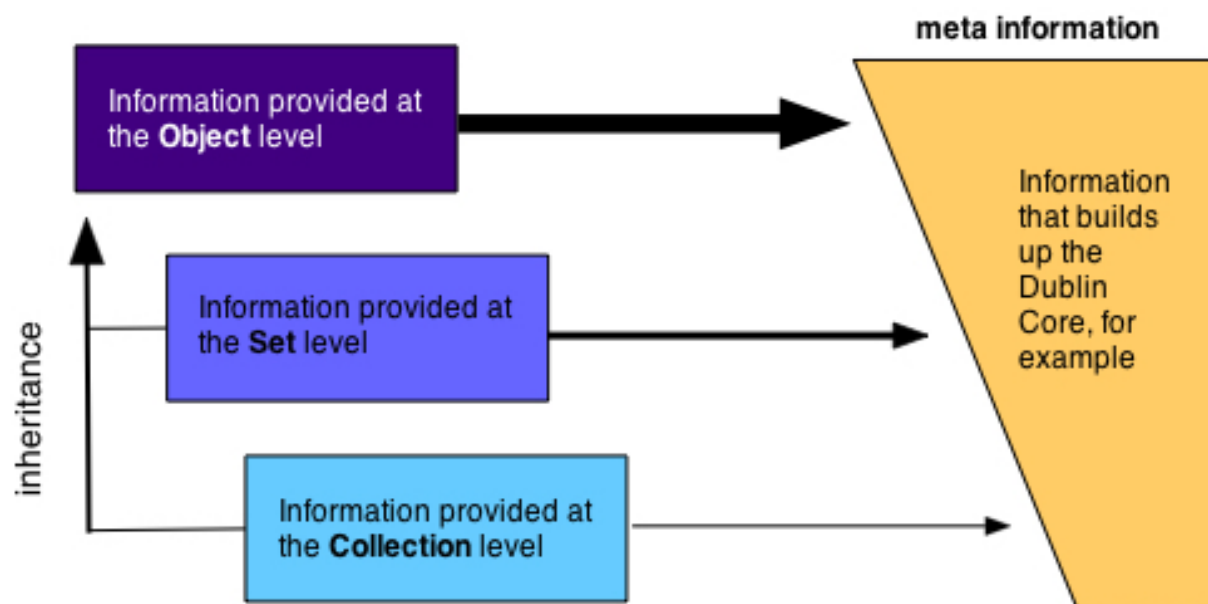 meta information
Information provided at
the Object level
Information
that builds
up the
Dublin
Core, for
example
Information provided at
the Set level
inheritance
Information provided at
the Collection level